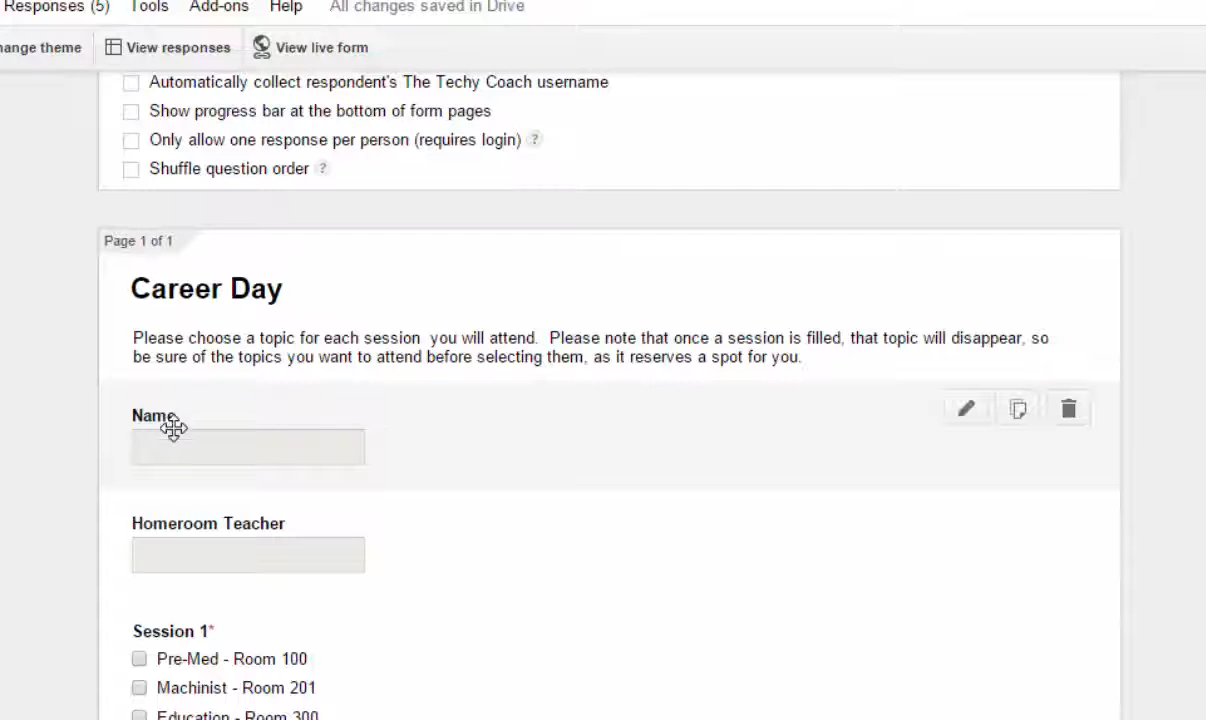 Responses (5) Tools Add-ons Help All changes saved in Drive
hange theme View responses View live form
Automatically collect respondent's The Techy Coach username
Show progress bar at the bottom of form pages
Only allow one response per person (requires login) ?
Shuffle question order ?
Page 1 of 1
Career Day
Please choose a topic for each session you will attend. Please note that once a session is filled, that topic will disappear, so
be sure of the topics you want to attend before selecting them, as it reserves a spot for you.
Name
Homeroom Teacher
Session 1*
Pre-Med - Room 100
Machinist - Room 201
Education - Room 300